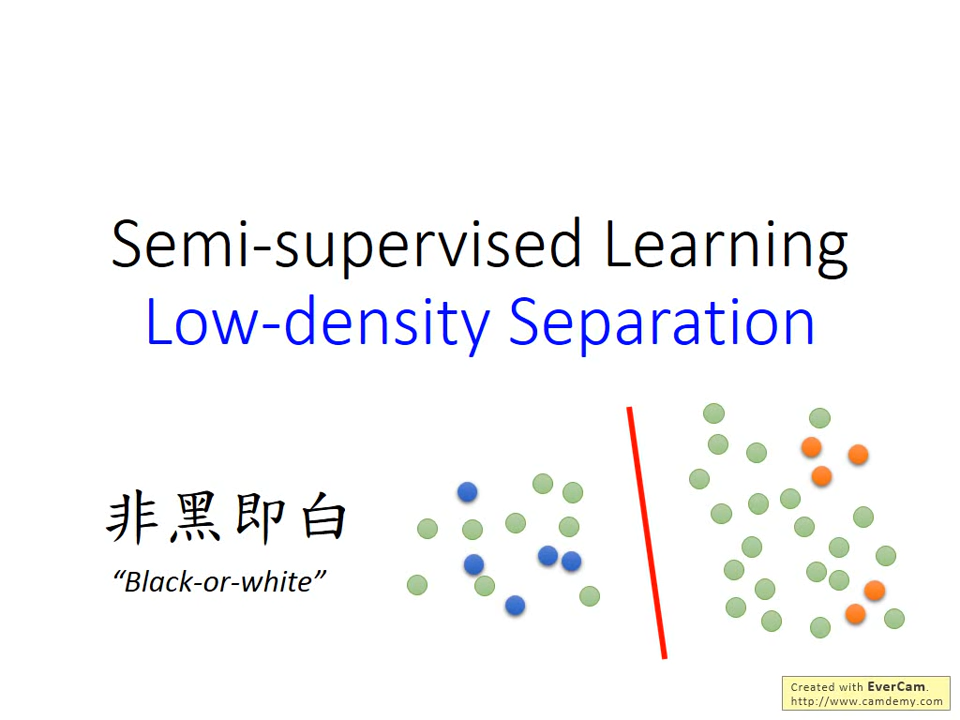 Semi-supervised Learning
Low-density Separation
非黑即白
“Black-or-white”
Created with EverCam.
http://www.camdemy.com